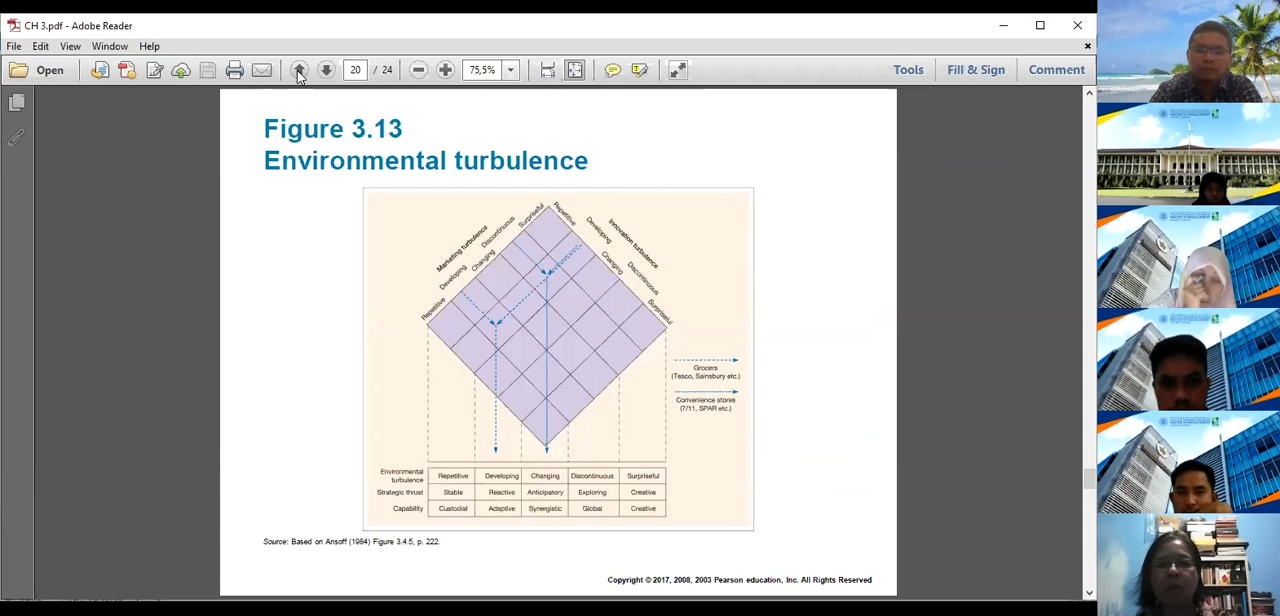 CH 3.pdf - Adobe Reader
File Edit View Window Help
Open 20 / 24 75,5% Tools Fill & Sign Comment
Figure 3.13
Environmental turbulence
Marketing turbulence
Repetitive
Developing
Changing
Discontinuous
Surpriseful
Innovation turbulence
Repetitive
Developing
Changing
Discontinuous
Surpriseful
Grocers
(Tesco, Sainsbury etc.)
Convenience stores
(7/11, SPAR etc.)
Environmental
turbulence Repetitive Developing Changing Discontinuous Surpriseful
Strategic thrust Stable Reactive Anticipatory Exploring Creative
Capability Custodial Adaptive Synergistic Global Creative
Source: Based on Ansoff (1984) Figure 3.4.5, p. 222.
Copyright © 2017, 2008, 2003 Pearson education, Inc. All Rights Reserved